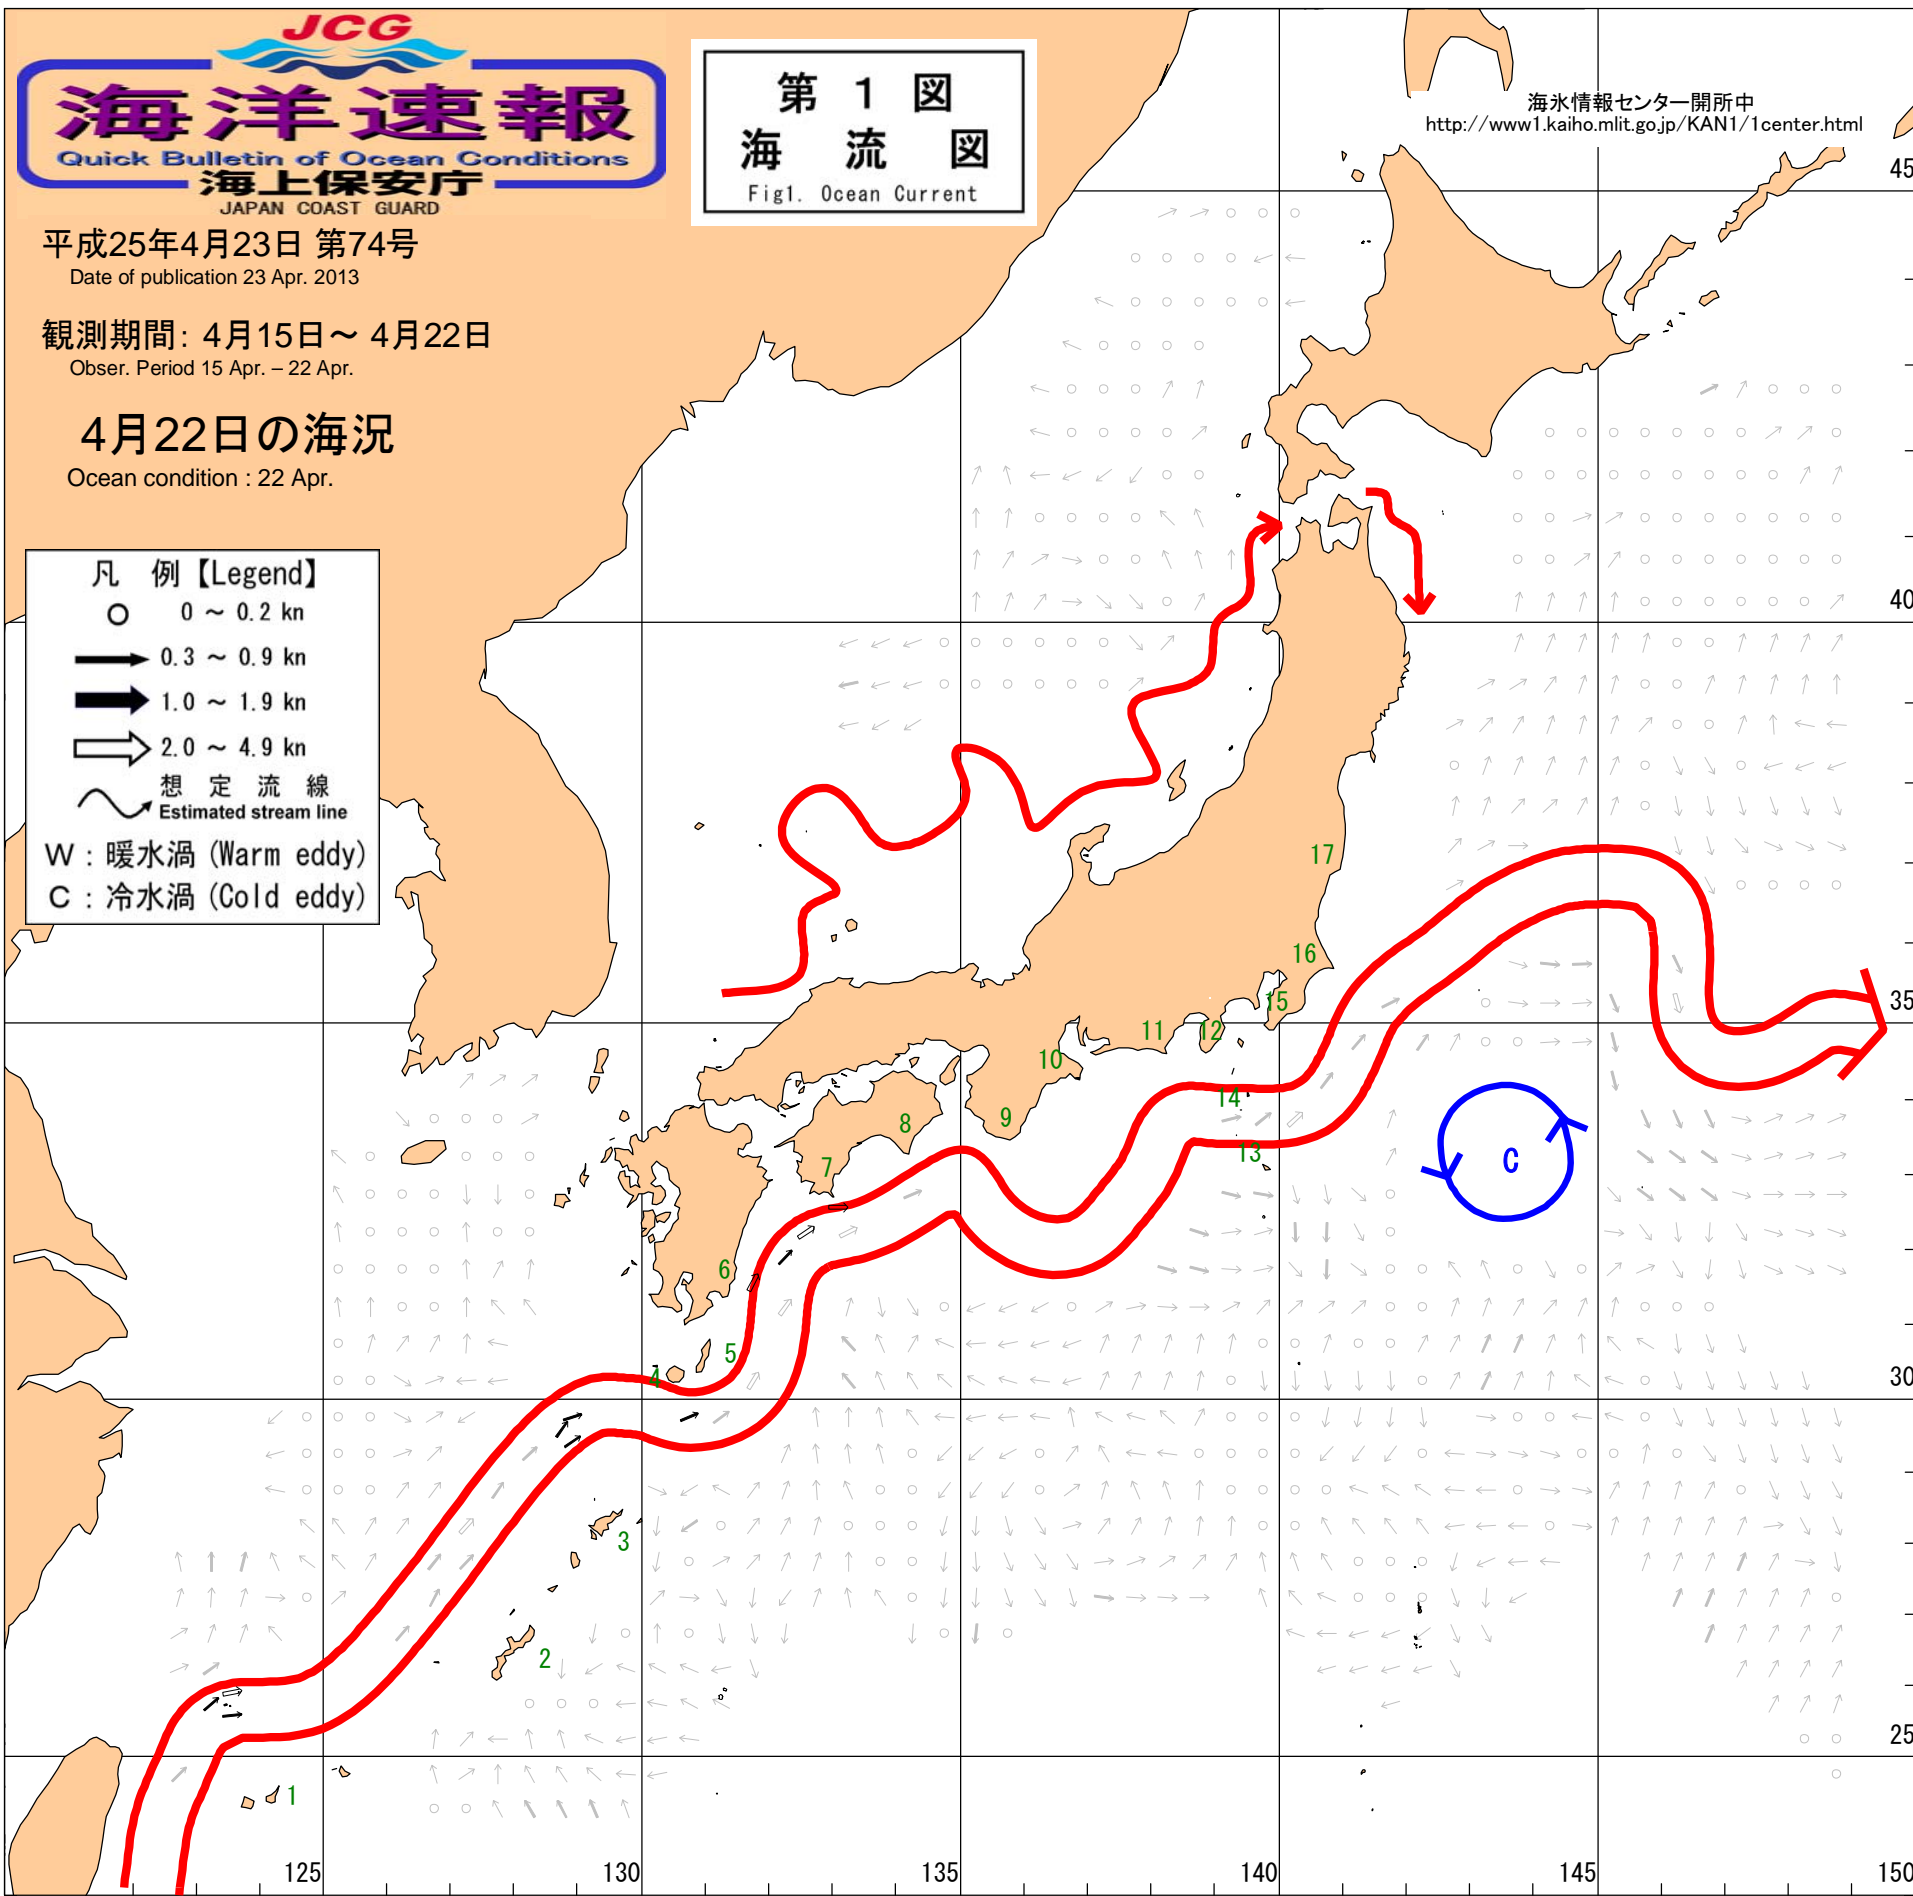 JCG
海洋速報
Quick Bulletin of Ocean Conditions
海上保安庁
JAPAN COAST GUARD
平成25年4月23日 第74号
Date of publication 23 Apr. 2013
観測期間: 4月15日～ 4月22日
Obser. Period 15 Apr. – 22 Apr.
4月22日の海況
Ocean condition : 22 Apr.
第 1 図
海 流 図
Fig1. Ocean Current
海氷情報センター開所中
http://www1.kaiho.mlit.go.jp/KAN1/1center.html
凡 例【Legend】
0 ～ 0.2 kn
0.3 ～ 0.9 kn
1.0 ～ 1.9 kn
2.0 ～ 4.9 kn
想 定 流 線
Estimated stream line
W : 暖水渦 (Warm eddy)
C : 冷水渦 (Cold eddy)
45
40
17
16
35
15
12
11
10
14
9
8
13
7
C
6
5
4
30
3
2
25
1
125
130
135
140
145
150